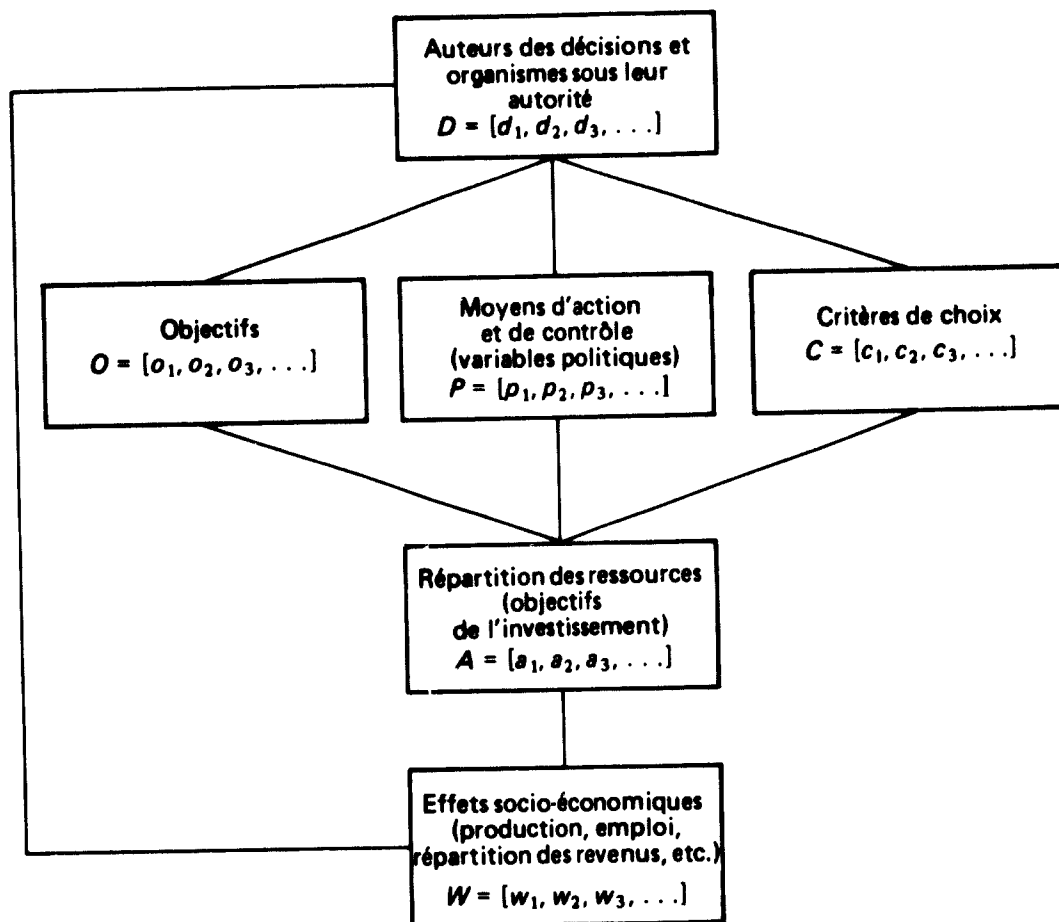 Auteurs des décisions et
organismes sous leur
autorité
D = [d₁, d₂, d₃, . . .]
Objectifs
O = [o₁, o₂, o₃, . . .]
Moyens d'action
et de contrôle
(variables politiques)
P = [p₁, p₂, p₃, . . .]
Critères de choix
C = [c₁, c₂, c₃, . . .]
Répartition des ressources
(objectifs
de l'investissement)
A = [a₁, a₂, a₃, . . .]
Effets socio-économiques
(production, emploi,
répartition des revenus, etc.)
W = [w₁, w₂, w₃, . . .]